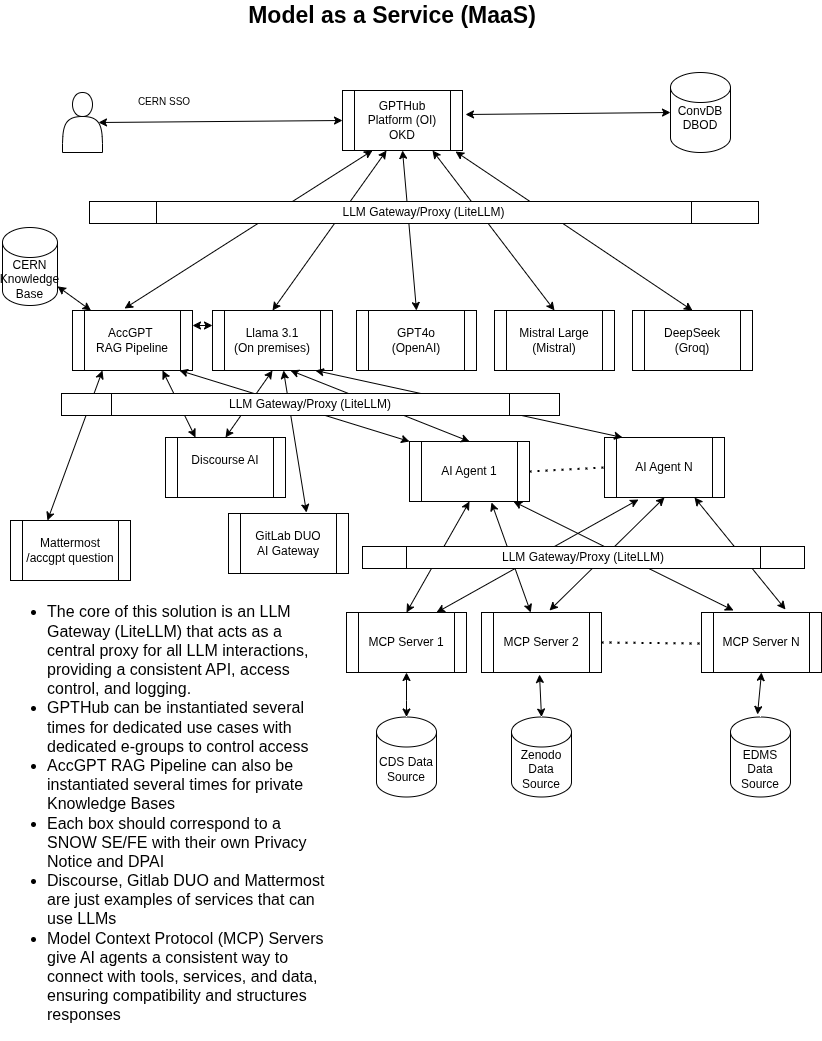 Model as a Service (MaaS)
CERN SSO
GPTHub
Platform (OI)
OKD
ConvDB
DBOD
LLM Gateway/Proxy (LiteLLM)
CERN
Knowledge
Base
AccGPT
RAG Pipeline
Llama 3.1
(On premises)
GPT4o
(OpenAI)
Mistral Large
(Mistral)
DeepSeek
(Groq)
LLM Gateway/Proxy (LiteLLM)
Discourse AI
AI Agent 1
AI Agent N
Mattermost
/accgpt question
GitLab DUO
AI Gateway
LLM Gateway/Proxy (LiteLLM)
MCP Server 1
MCP Server 2
MCP Server N
CDS Data
Source
Zenodo
Data
Source
EDMS
Data
Source
• The core of this solution is an LLM
Gateway (LiteLLM) that acts as a
central proxy for all LLM interactions,
providing a consistent API, access
control, and logging.
• GPTHub can be instantiated several
times for dedicated use cases with
dedicated e-groups to control access
• AccGPT RAG Pipeline can also be
instantiated several times for private
Knowledge Bases
• Each box should correspond to a
SNOW SE/FE with their own Privacy
Notice and DPAI
• Discourse, Gitlab DUO and Mattermost
are just examples of services that can
use LLMs
• Model Context Protocol (MCP) Servers
give AI agents a consistent way to
connect with tools, services, and data,
ensuring compatibility and structures
responses